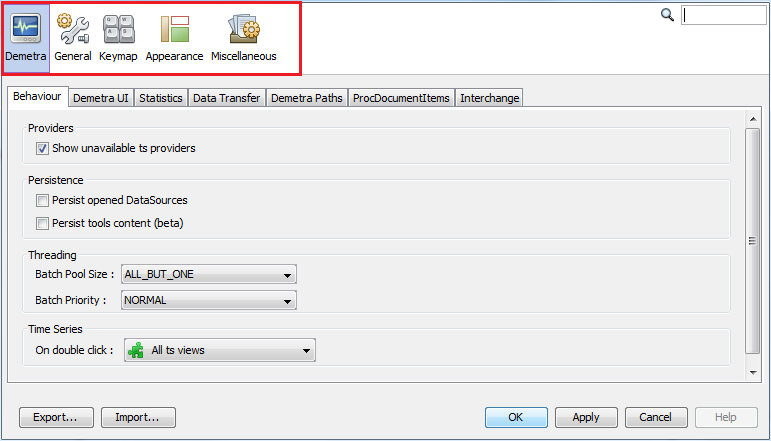 Demetra General Keymap Appearance Miscellaneous
Behaviour Demetra UI Statistics Data Transfer Demetra Paths ProcDocumentItems Interchange
Providers
Show unavailable ts providers
Persistence
Persist opened DataSources
Persist tools content (beta)
Threading
Batch Pool Size : ALL_BUT_ONE
Batch Priority : NORMAL
Time Series
On double click : All ts views
Export... Import... OK Apply Cancel Help